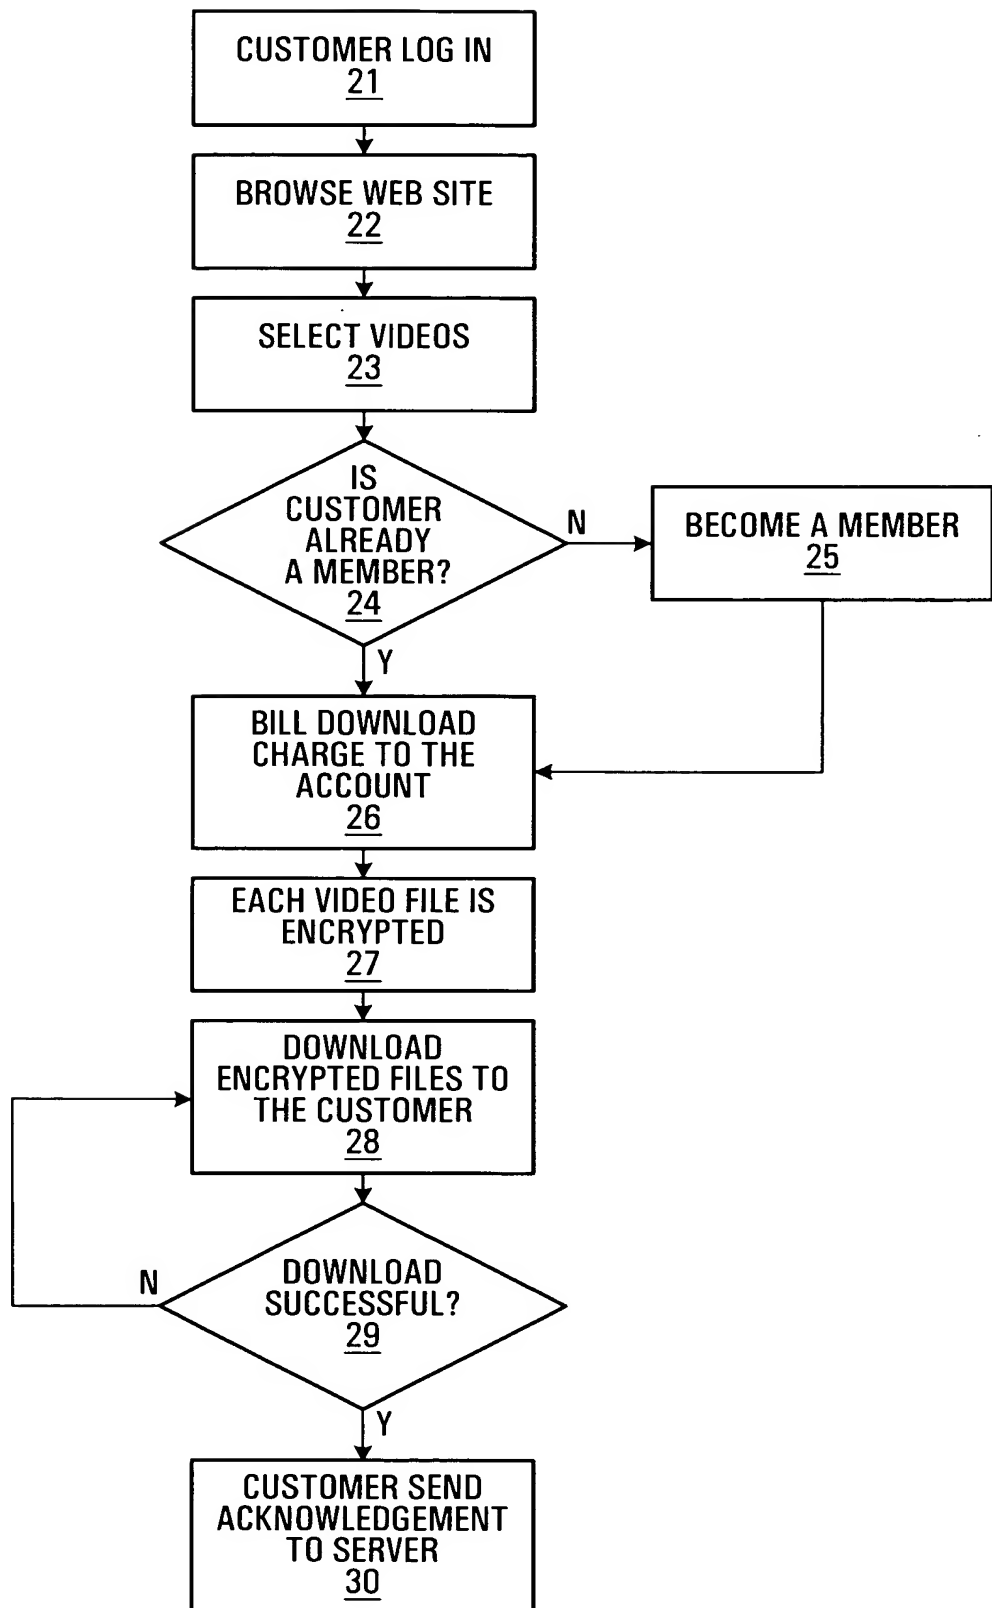 CUSTOMER LOG IN
21
BROWSE WEB SITE
22
SELECT VIDEOS
23
IS
CUSTOMER
ALREADY
A MEMBER?
24
N
BECOME A MEMBER
25
Y
BILL DOWNLOAD
CHARGE TO THE
ACCOUNT
26
EACH VIDEO FILE IS
ENCRYPTED
27
DOWNLOAD
ENCRYPTED FILES TO
THE CUSTOMER
28
N
DOWNLOAD
SUCCESSFUL?
29
Y
CUSTOMER SEND
ACKNOWLEDGEMENT
TO SERVER
30